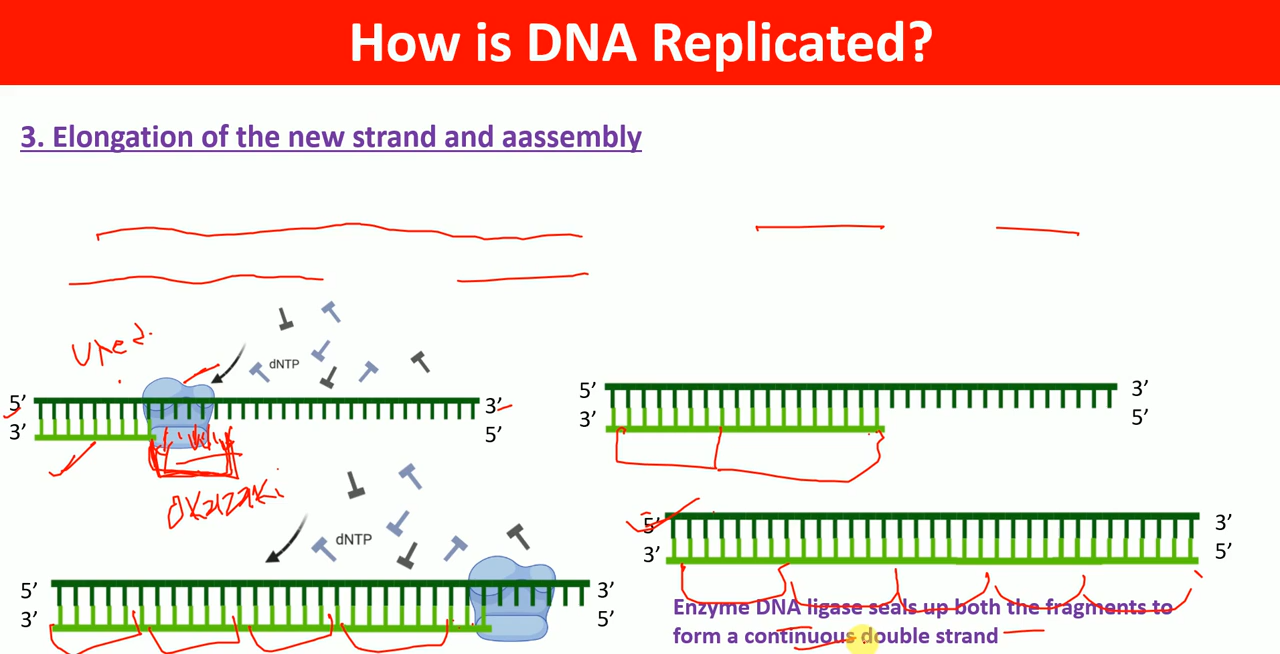 How is DNA Replicated?
3. Elongation of the new strand and aassembly
dNTP
5’ 3’
3’ 5’
Okazaki
5’ 3’
3’ 5’
dNTP
5’ 3’
3’ 5’
5’ 3’
3’ 5’
Enzyme DNA ligase seals up both the fragments to
form a continuous double strand